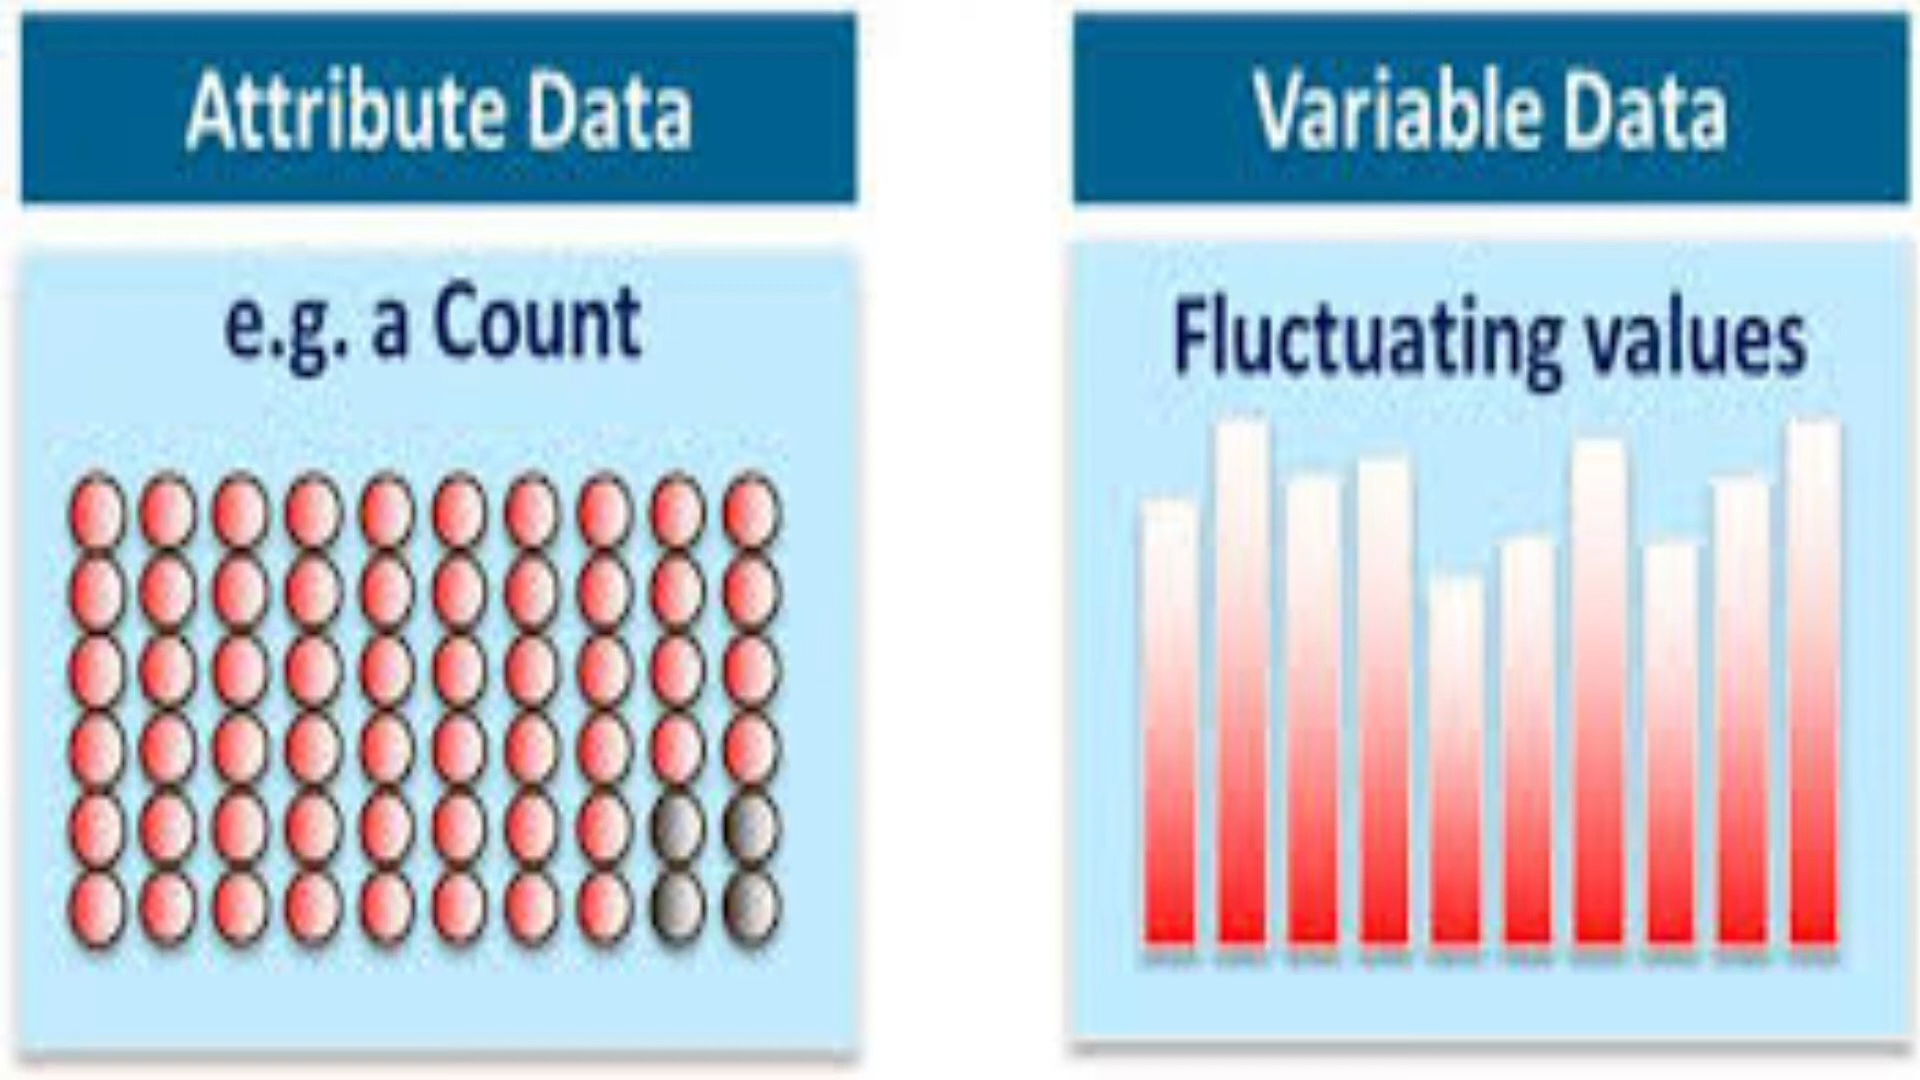 Attribute Data
e.g. a Count
Variable Data
Fluctuating values